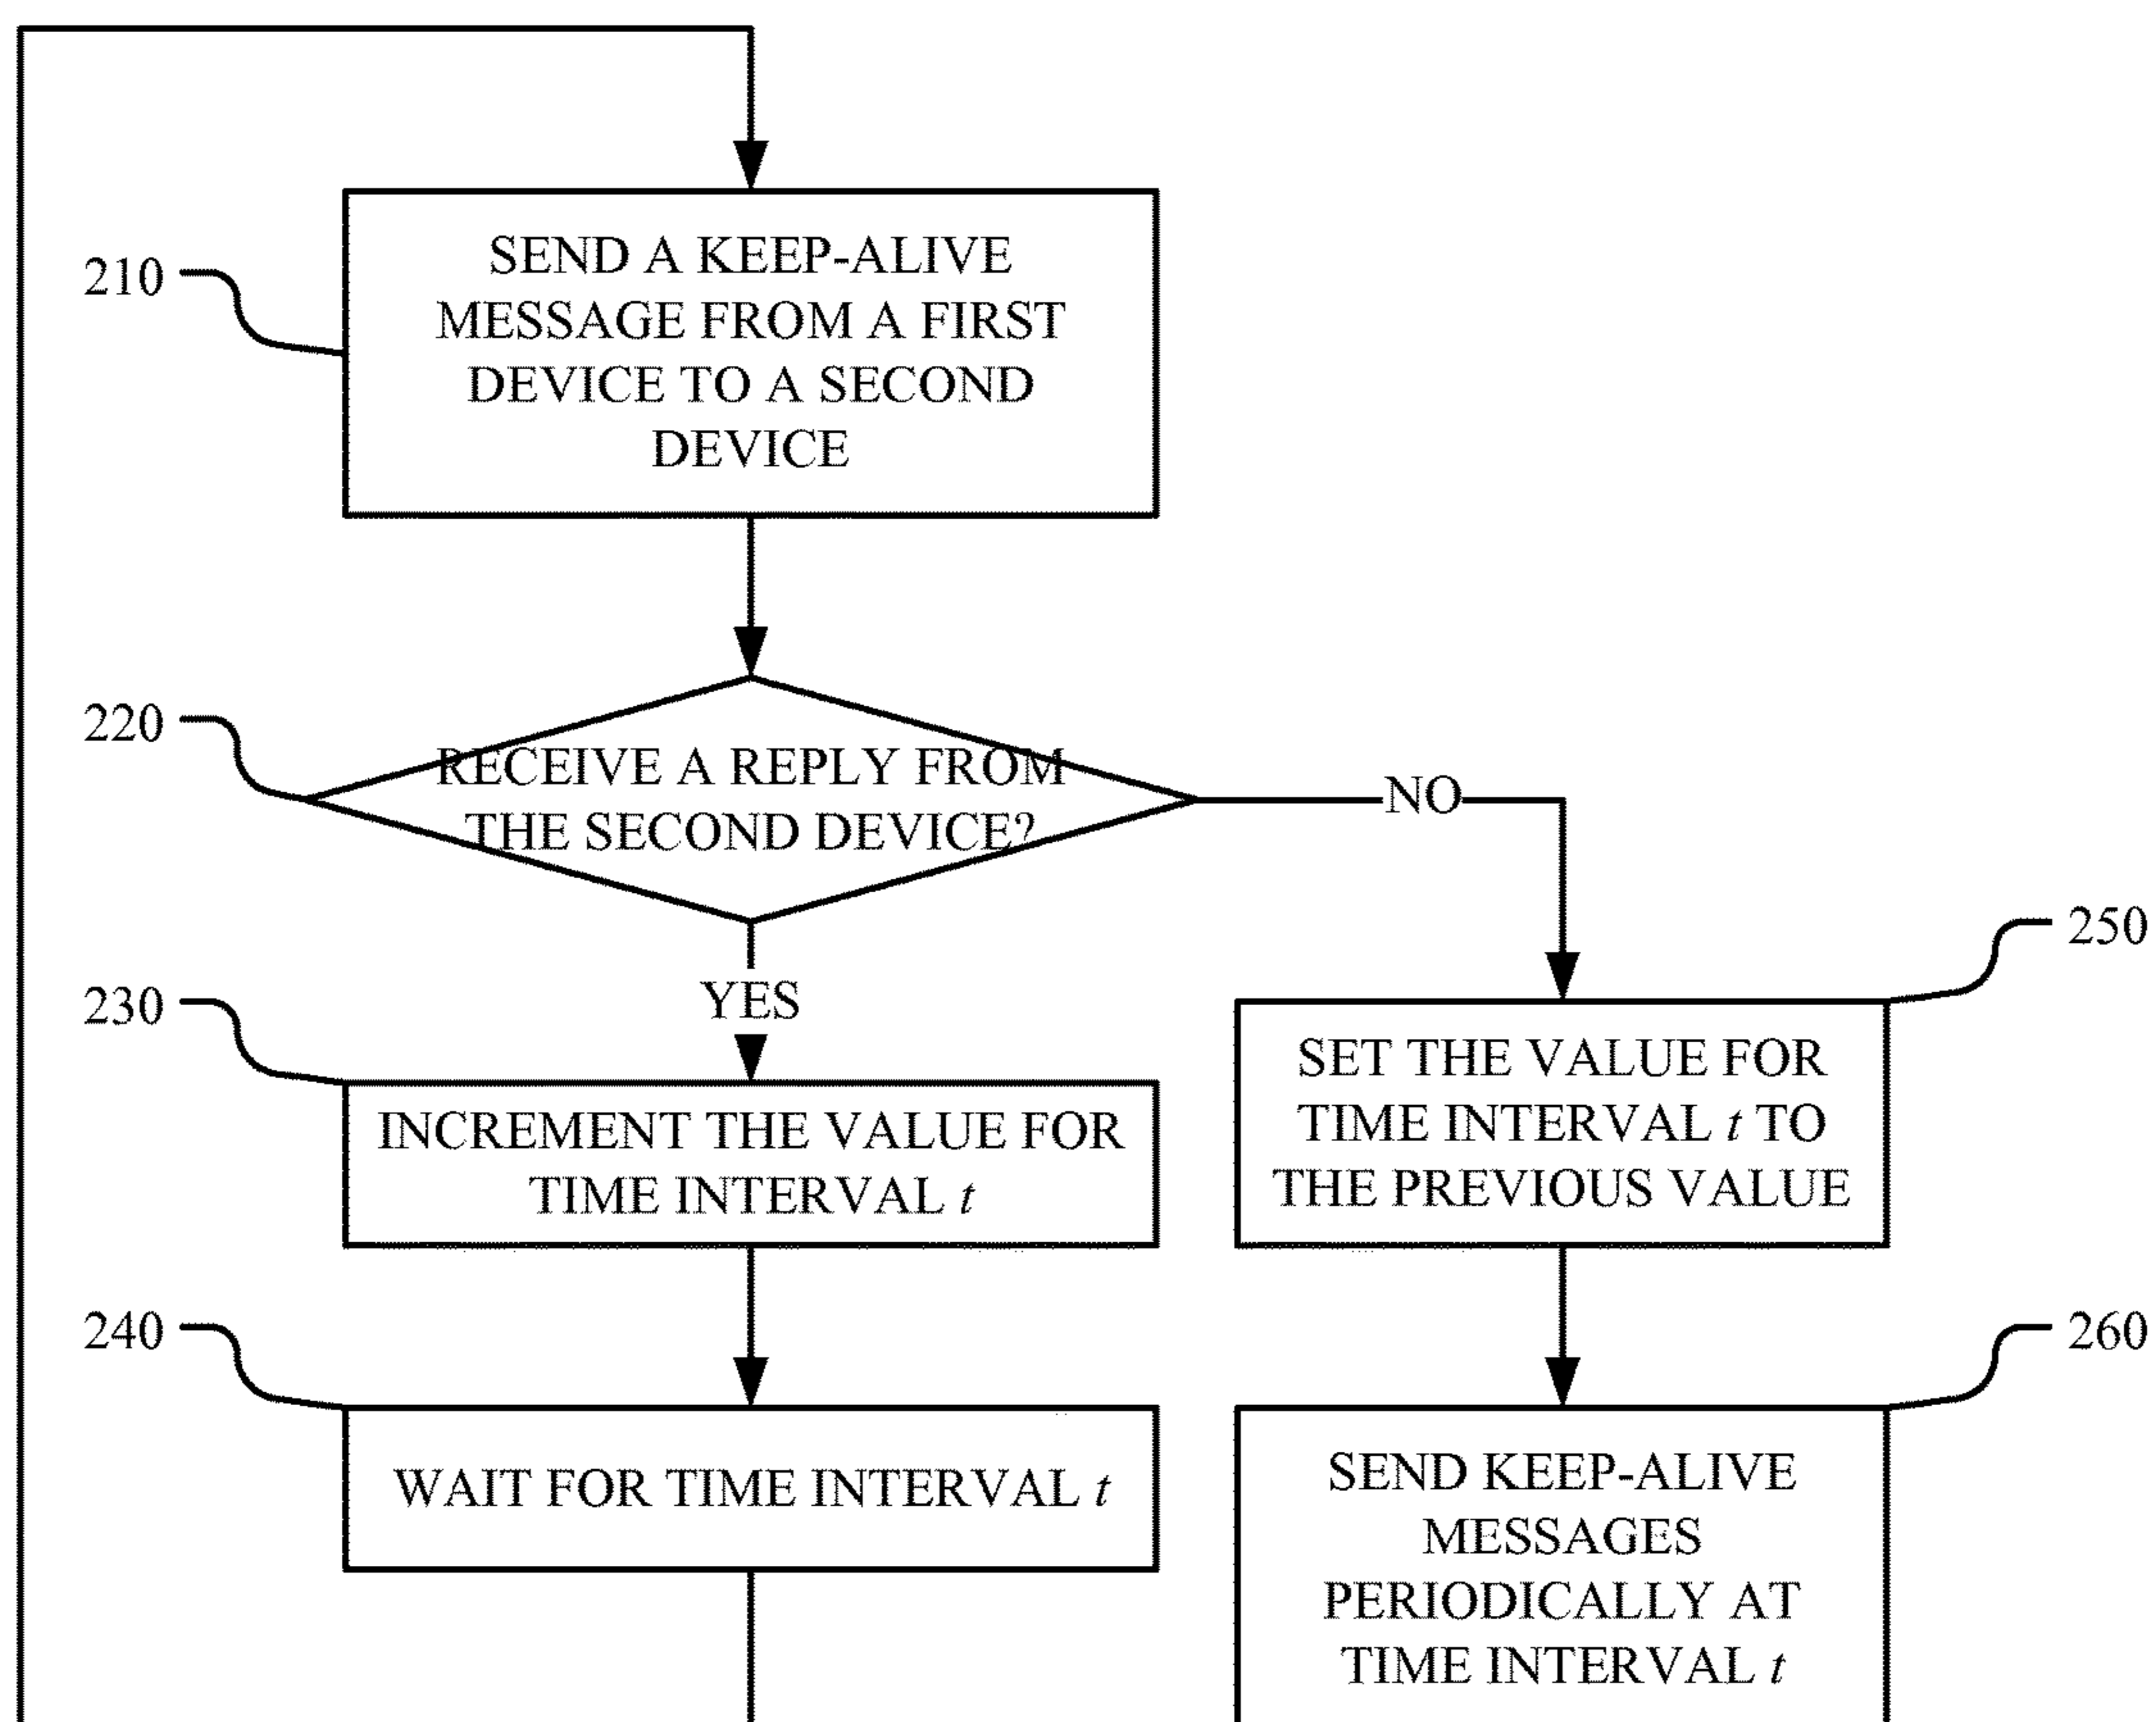 210
SEND A KEEP-ALIVE
MESSAGE FROM A FIRST
DEVICE TO A SECOND
DEVICE
220
RECEIVE A REPLY FROM
THE SECOND DEVICE?
NO
YES
230
INCREMENT THE VALUE FOR
TIME INTERVAL t
250
SET THE VALUE FOR
TIME INTERVAL t TO
THE PREVIOUS VALUE
240
WAIT FOR TIME INTERVAL t
260
SEND KEEP-ALIVE
MESSAGES
PERIODICALLY AT
TIME INTERVAL t